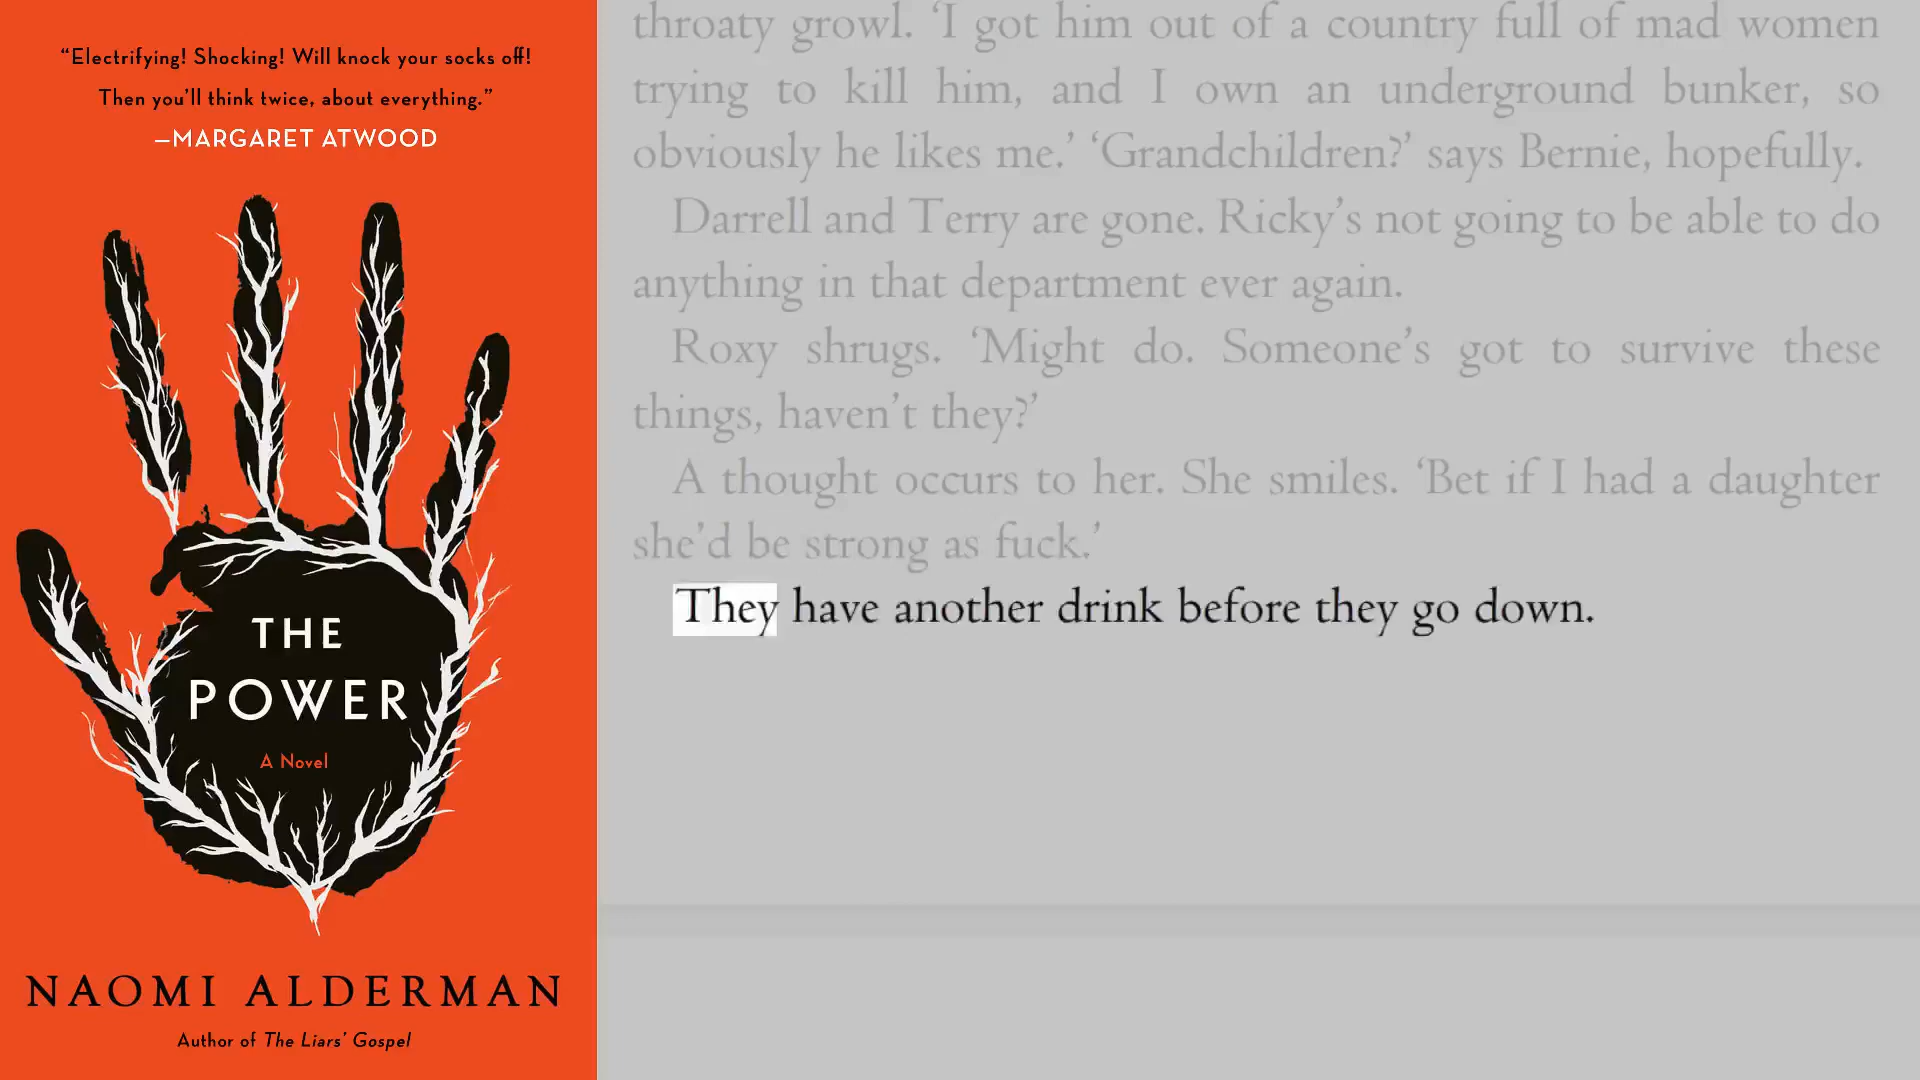 “Electrifying! Shocking! Will knock your socks off!
Then you’ll think twice, about everything.”
—MARGARET ATWOOD
THE
POWER
A Novel
NAOMI ALDERMAN
Author of The Liars’ Gospel
throaty growl. ‘I got him out of a country full of mad women
trying to kill him, and I own an underground bunker, so
obviously he likes me.’ ‘Grandchildren?’ says Bernie, hopefully.
Darrell and Terry are gone. Ricky’s not going to be able to do
anything in that department ever again.
Roxy shrugs. ‘Might do. Someone’s got to survive these
things, haven’t they?’
A thought occurs to her. She smiles. ‘Bet if I had a daughter
she’d be strong as fuck.’
They have another drink before they go down.